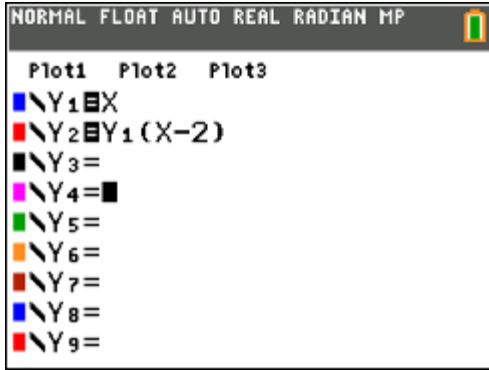 NORMAL FLOAT AUTO REAL RADIAN MP
Plot1 Plot2 Plot3
\Y1=X
\Y2=Y1(X-2)
\Y3=
\Y4=
\Y5=
\Y6=
\Y7=
\Y8=
\Y9=